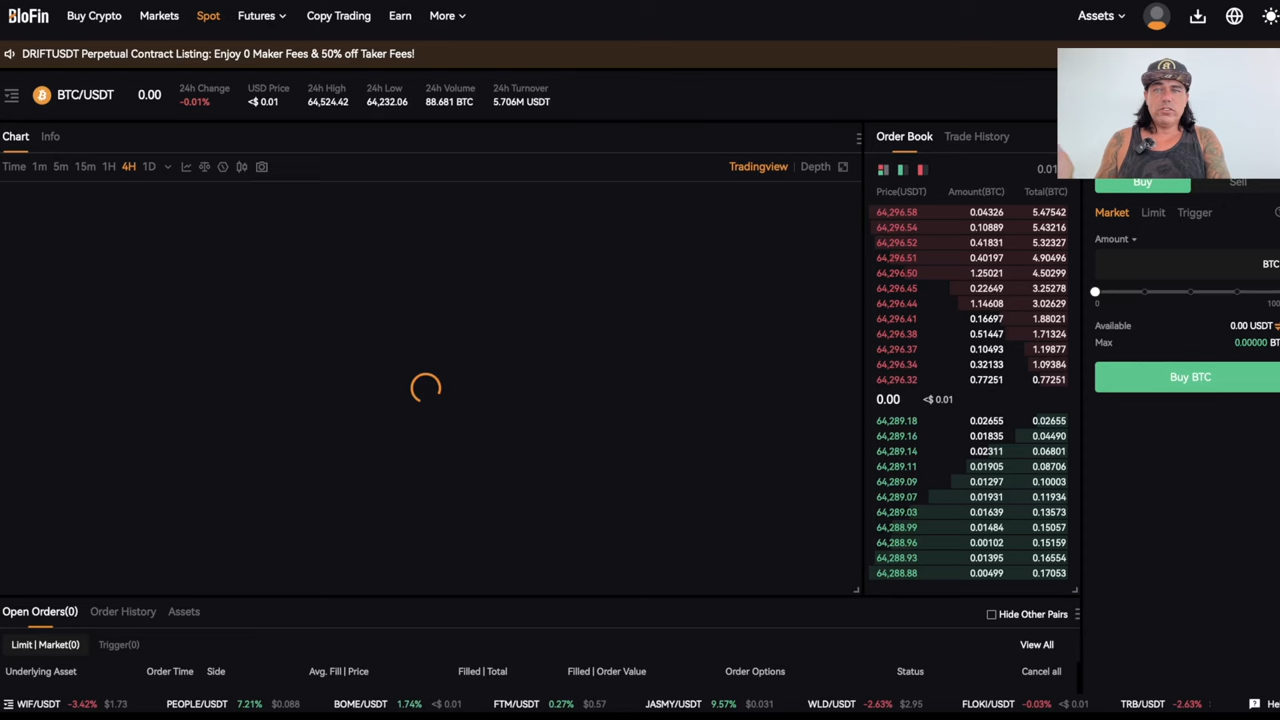 BloFin Buy Crypto Markets Spot Futures Copy Trading Earn More Assets
DRIFTUSDT Perpetual Contract Listing: Enjoy 0 Maker Fees & 50% off Taker Fees!
BTC/USDT 0.00
24h Change USD Price 24h High 24h Low 24h Volume 24h Turnover
-0.01% <$ 0.01 64,524.42 64,232.06 88.681 BTC 5.706M USDT
Chart Info
Time 1m 5m 15m 1H 4H 1D Tradingview Depth
Order Book Trade History
0.01
Price(USDT) Amount(BTC) Total(BTC)
64,296.58 0.04326 5.47542
64,296.54 0.10889 5.43216
64,296.52 0.41831 5.32327
64,296.51 0.40197 4.90496
64,296.50 1.25021 4.50299
64,296.45 0.22649 3.25278
64,296.44 1.14608 3.02629
64,296.41 0.16697 1.88021
64,296.38 0.51447 1.71324
64,296.37 0.10493 1.19877
64,296.34 0.32133 1.09384
64,296.32 0.77251 0.77251
0.00 <$ 0.01
64,289.18 0.02655 0.02655
64,289.16 0.01835 0.04490
64,289.14 0.02311 0.06801
64,289.11 0.01905 0.08706
64,289.09 0.01297 0.10003
64,289.07 0.01931 0.11934
64,289.03 0.01639 0.13573
64,288.99 0.01484 0.15057
64,288.96 0.00102 0.15159
64,288.93 0.01395 0.16554
64,288.88 0.00499 0.17053
Buy Sell
Market Limit Trigger
Amount
BTC
0 100
Available 0.00 USDT
Max 0.00000 BT
Buy BTC
Open Orders(0) Order History Assets Hide Other Pairs
Limit | Market(0) Trigger(0) View All
Underlying Asset Order Time Side Avg. Fill | Price Filled | Total Filled | Order Value Order Options Status Cancel all
WIF/USDT -3.42% $1.73 PEOPLE/USDT 7.21% $0.088 BOME/USDT 1.74% <$ 0.01 FTM/USDT 0.27% $0.57 JASMY/USDT 9.57% $0.031 WLD/USDT -2.63% $2.95 FLOKI/USDT -0.03% <$ 0.01 TRB/USDT -2.63% He